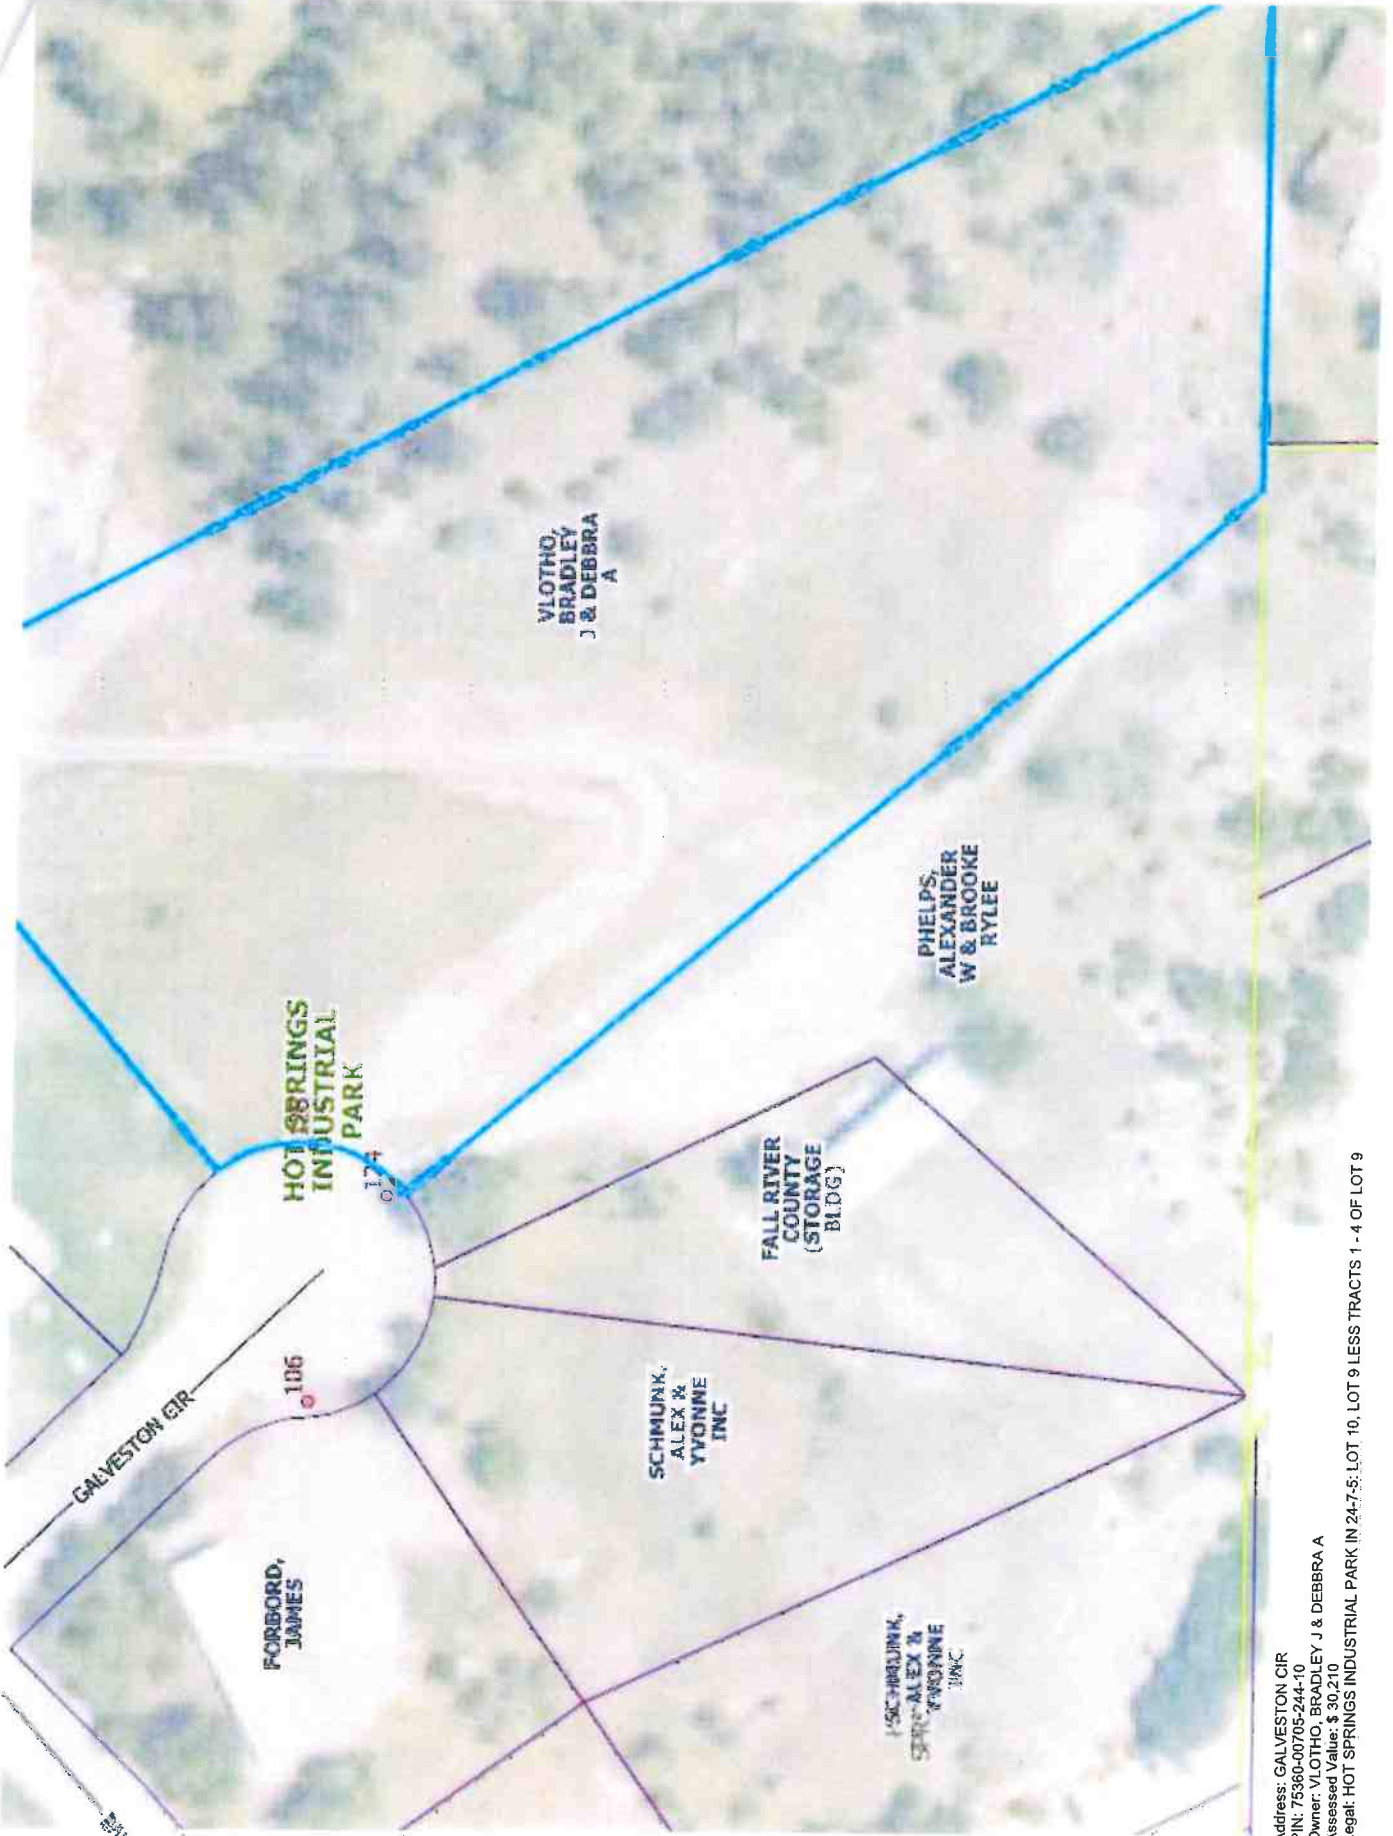 GALVESTON CIR
106
124
HOT SPRINGS
INDUSTRIAL
PARK
FORBORD,
JAMES
SCHMUNK,
ALEX &
YVONNE
INC
FALL RIVER
COUNTY
(STORAGE
BLDG)
VLOTHO,
BRADLEY
J & DEBBRA
A
PHELPS,
ALEXANDER
W & BROOKE
RYLEE
SCHMUNK,
ALEX &
YVONNE
INC
ddress: GALVESTON CIR
PIN: 75360-00705-244-10
wner: VLOTHO, BRADLEY J & DEBBRA A
ssessed Value: $ 30,210
egal: HOT SPRINGS INDUSTRIAL PARK IN 24-7-5: LOT 10, LOT 9 LESS TRACTS 1 - 4 OF LOT 9